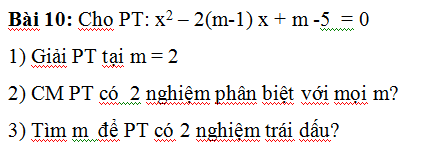 Bài 10: Cho PT: x² – 2(m-1) x + m -5 = 0
1) Giải PT tại m = 2
2) CM PT có 2 nghiệm phân biệt với mọi m?
3) Tìm m để PT có 2 nghiệm trái dấu?